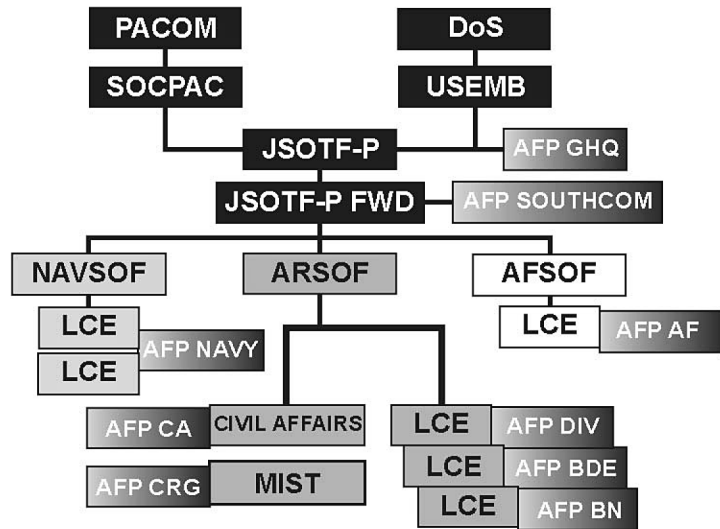 PACOM
DoS
SOCPAC
USEMB
JSOTF-P
AFP GHQ
JSOTF-P FWD
AFP SOUTHCOM
NAVSOF
ARSOF
AFSOF
LCE
AFP NAVY
LCE
LCE
AFP AF
AFP CA
CIVIL AFFAIRS
LCE
AFP DIV
AFP CRG
MIST
LCE
AFP BDE
LCE
AFP BN